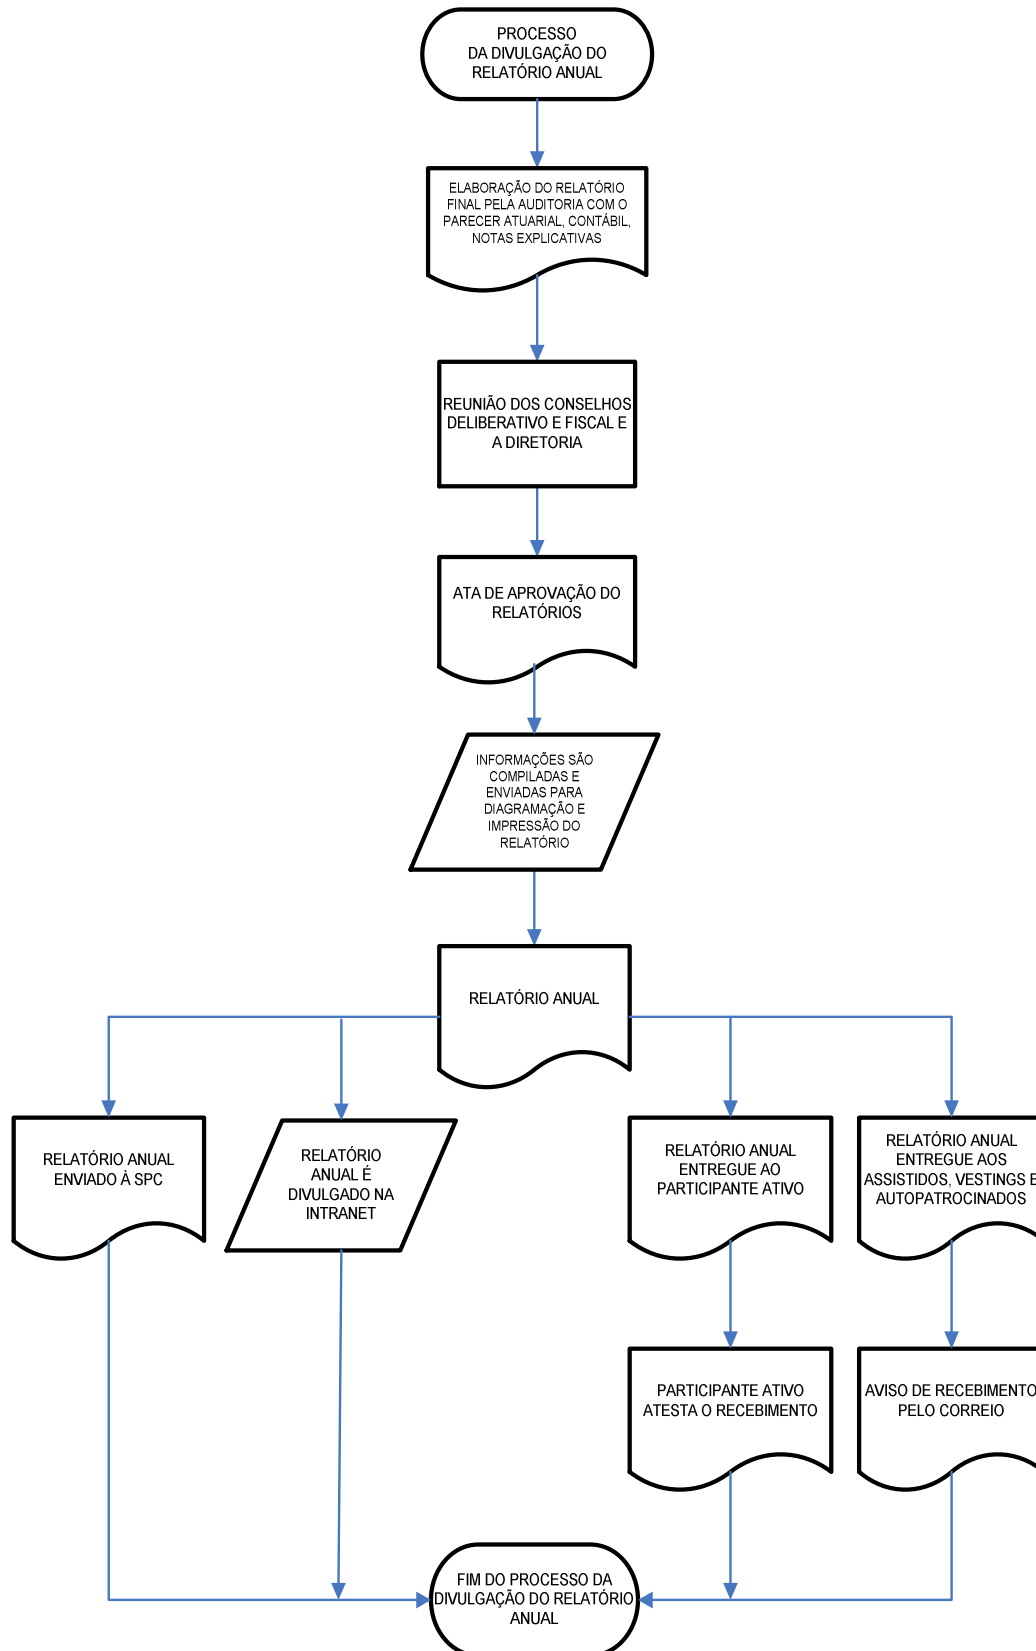 PROCESSO
DA DIVULGAÇÃO DO
RELATÓRIO ANUAL
ELABORAÇÃO DO RELATÓRIO
FINAL PELA AUDITORIA COM O
PARECER ATUARIAL, CONTÁBIL,
NOTAS EXPLICATIVAS
REUNIÃO DOS CONSELHOS
DELIBERATIVO E FISCAL E
A DIRETORIA
ATA DE APROVAÇÃO DO
RELATÓRIOS
INFORMAÇÕES SÃO
COMPILADAS E
ENVIADAS PARA
DIAGRAMAÇÃO E
IMPRESSÃO DO
RELATÓRIO
RELATÓRIO ANUAL
RELATÓRIO ANUAL
ENVIADO À SPC
RELATÓRIO
ANUAL É
DIVULGADO NA
INTRANET
RELATÓRIO ANUAL
ENTREGUE AO
PARTICIPANTE ATIVO
RELATÓRIO ANUAL
ENTREGUE AOS
ASSISTIDOS, VESTINGS E
AUTOPATROCINADOS
PARTICIPANTE ATIVO
ATESTA O RECEBIMENTO
AVISO DE RECEBIMENTO
PELO CORREIO
FIM DO PROCESSO DA
DIVULGAÇÃO DO RELATÓRIO
ANUAL